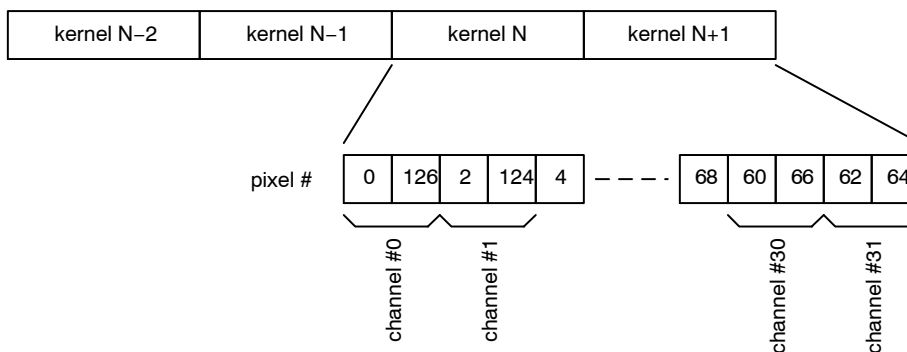 kernel N−2 kernel N−1 kernel N kernel N+1
pixel # 0 126 2 124 4 68 60 66 62 64
channel #0
channel #1
channel #30
channel #31